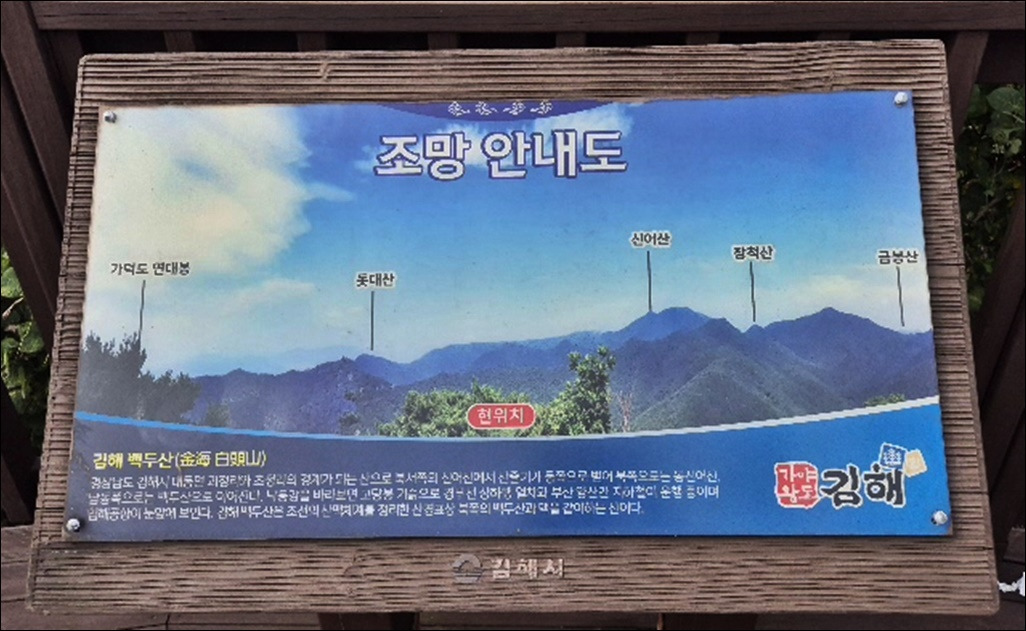 조망 안내도
가덕도 연대봉
돗대산
신어산
장척산
금봉산
현위치
김해 백두산(金海 白頭山)
경상남도 김해시 대동면 괴정리와 초정리의 경계가 되는 산으로 북서쪽의 신어산에서 산줄기가 동쪽으로 벋어 북쪽으로는 동신어산,
남동쪽으로는 백두산으로 이어진다. 낙동강을 바라보면 고당봉 기슭으로 경부선 상하행 열차와 부산 양산간 지하철이 운행 중이며
김해공항이 눈앞에 보인다. 김해 백두산은 조선의 산맥체계를 정리한 산경표상 북쪽의 백두산과 맥을 같이하는 산이다.
가야
왕도
김해
김해시